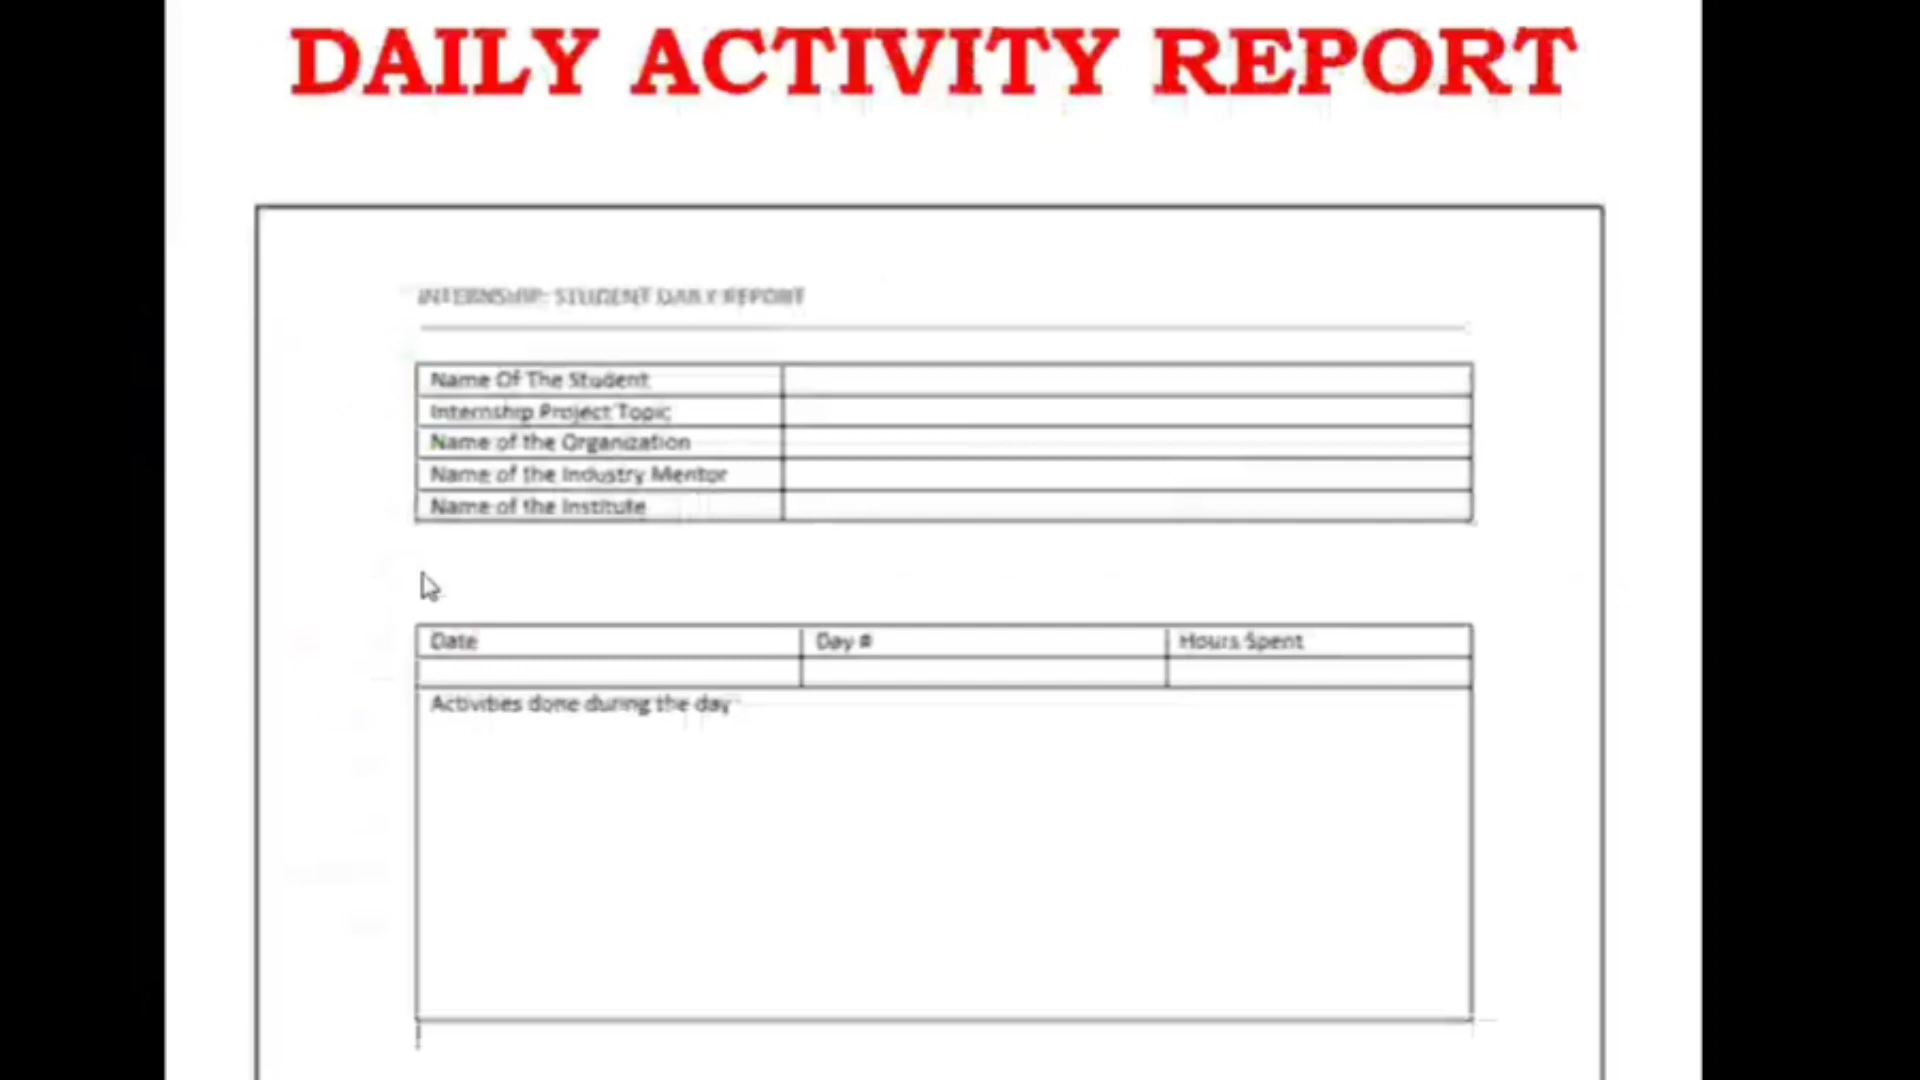 DAILY ACTIVITY REPORT
INTERNSHIP: STUDENT DAILY REPORT
Name Of The Student
Internship Project Topic
Name of the Organization
Name of the Industry Mentor
Name of the Institute
Date Day # Hours Spent
Activities done during the day